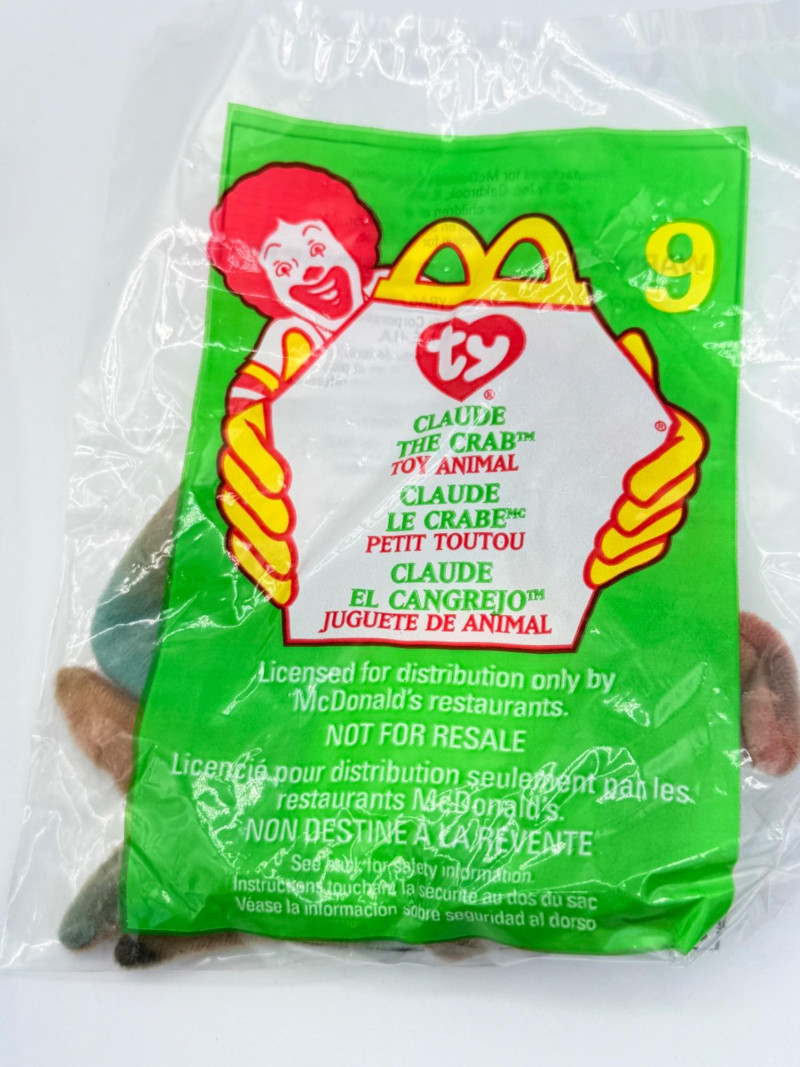 9
ty
®
CLAUDE
THE CRAB™
TOY ANIMAL
®
CLAUDE
LE CRABE MC
PETIT TOUTOU
CLAUDE
EL CANGREJO™
JUGUETE DE ANIMAL
Licensed for distribution only by
McDonald's restaurants.
NOT FOR RESALE
Licencié pour distribution seulement par les
restaurants McDonald's.
NON DESTINÉ À LA REVENTE
See back for safety information
Instructions touchant la sécurité au dos du sac
Véase la información sobre seguridad al dorso